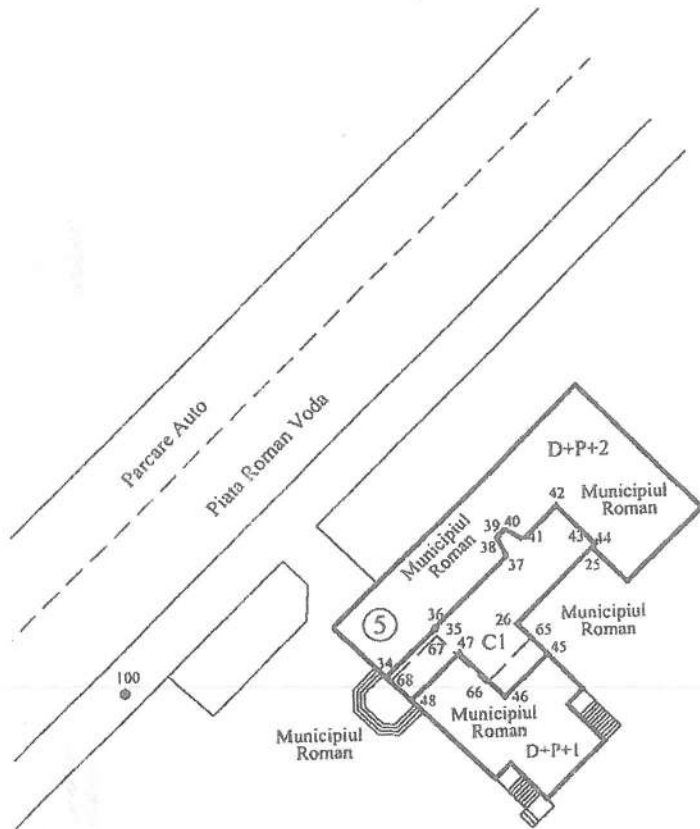 Parcare Auto
Piata Roman Voda
D+P+2
42
Municipiul
Roman
39 40
41
43 44
38
Municipiul
Roman
37
25
36
26
Municipiul
Roman
5
35
65
67
47
C1
45
34
68
66
46
100
48
Municipiul
Roman
Municipiul
Roman
D+P+1